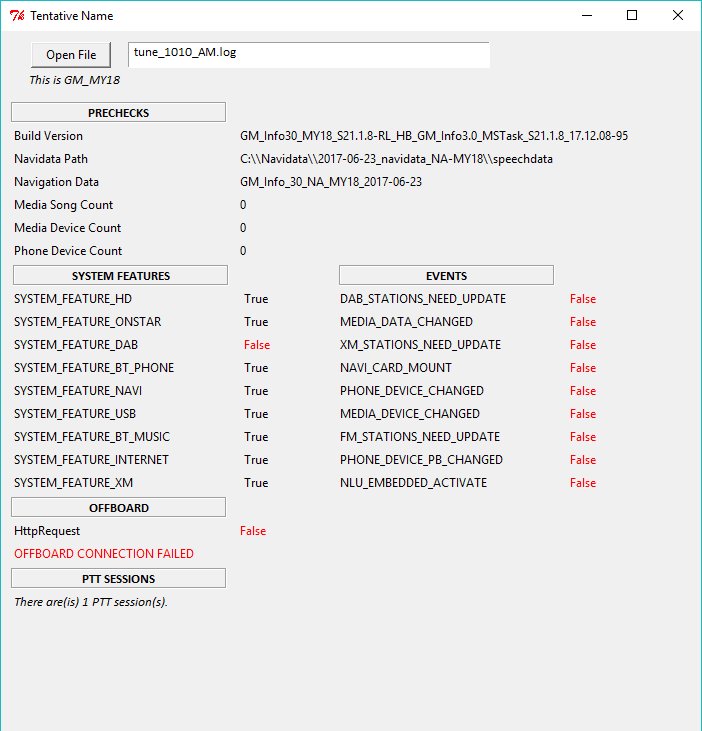 Tentative Name
Open File tune_1010_AM.log
This is GM_MY18
PRECHECKS
Build Version GM_Info30_MY18_S21.1.8-RL_HB_GM_Info3.0_MSTask_S21.1.8_17.12.08-95
Navidata Path C:\\Navidata\\2017-06-23_navidata_NA-MY18\\speechdata
Navigation Data GM_Info_30_NA_MY18_2017-06-23
Media Song Count 0
Media Device Count 0
Phone Device Count 0
SYSTEM FEATURES EVENTS
SYSTEM_FEATURE_HD True DAB_STATIONS_NEED_UPDATE False
SYSTEM_FEATURE_ONSTAR True MEDIA_DATA_CHANGED False
SYSTEM_FEATURE_DAB False XM_STATIONS_NEED_UPDATE False
SYSTEM_FEATURE_BT_PHONE True NAVI_CARD_MOUNT False
SYSTEM_FEATURE_NAVI True PHONE_DEVICE_CHANGED False
SYSTEM_FEATURE_USB True MEDIA_DEVICE_CHANGED False
SYSTEM_FEATURE_BT_MUSIC True FM_STATIONS_NEED_UPDATE False
SYSTEM_FEATURE_INTERNET True PHONE_DEVICE_PB_CHANGED False
SYSTEM_FEATURE_XM True NLU_EMBEDDED_ACTIVATE False
OFFBOARD
HttpRequest False
OFFBOARD CONNECTION FAILED
PTT SESSIONS
There are(is) 1 PTT session(s).